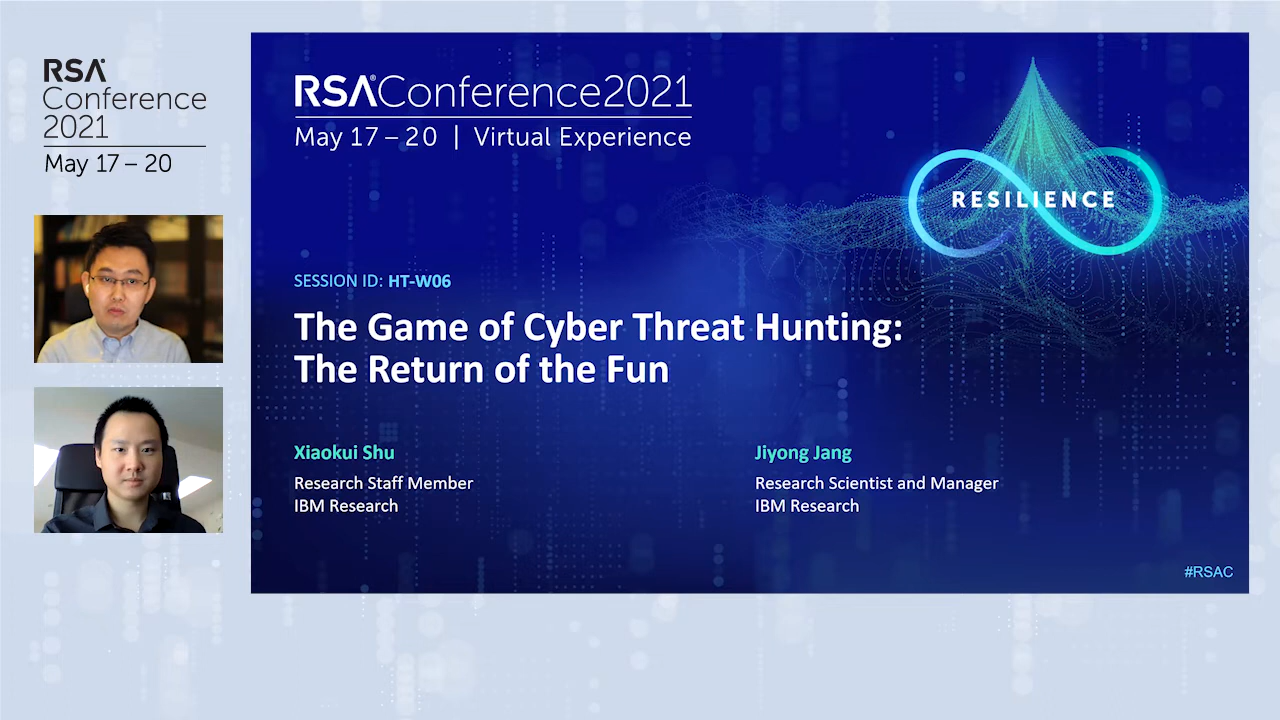 RSA
Conference
2021
May 17 – 20
RSA®Conference2021
May 17 – 20 | Virtual Experience
RESILIENCE
SESSION ID: HT-W06
The Game of Cyber Threat Hunting:
The Return of the Fun
Xiaokui Shu
Research Staff Member
IBM Research
Jiyong Jang
Research Scientist and Manager
IBM Research
#RSAC